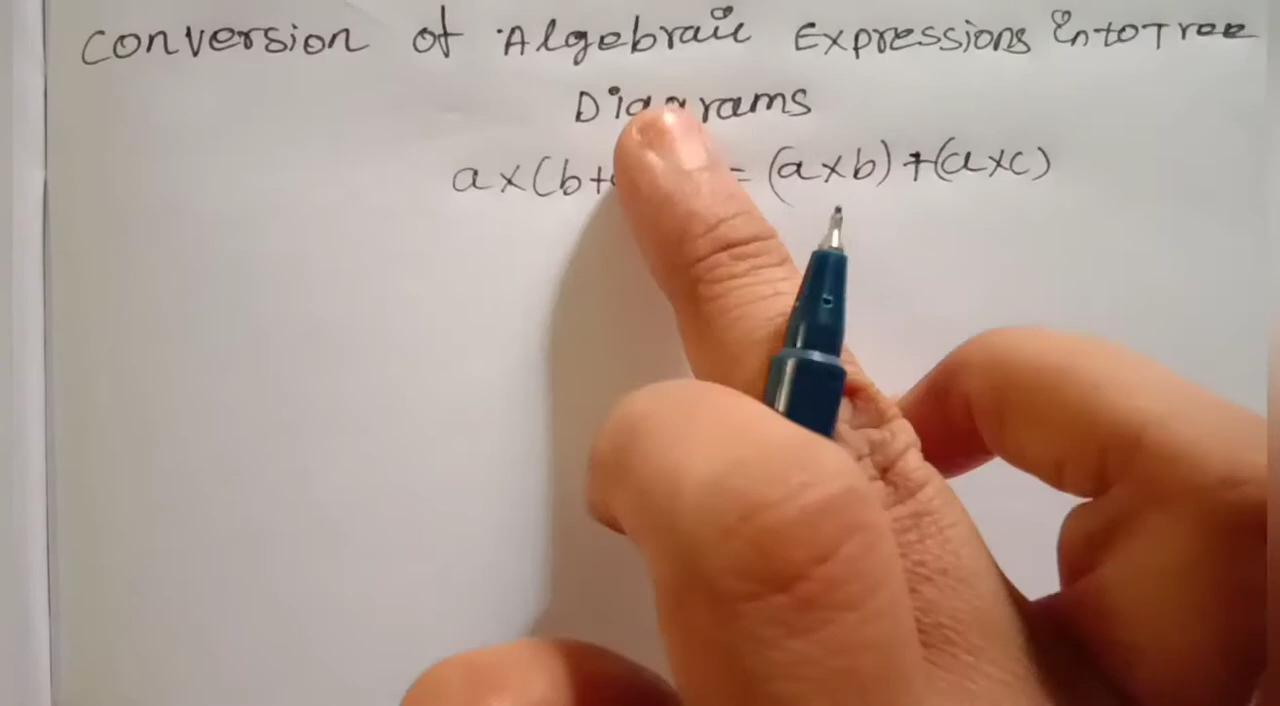 conversion of Algebraic Expressions into Tree
Diagrams
a×(b+ = (a×b)+(a×c)